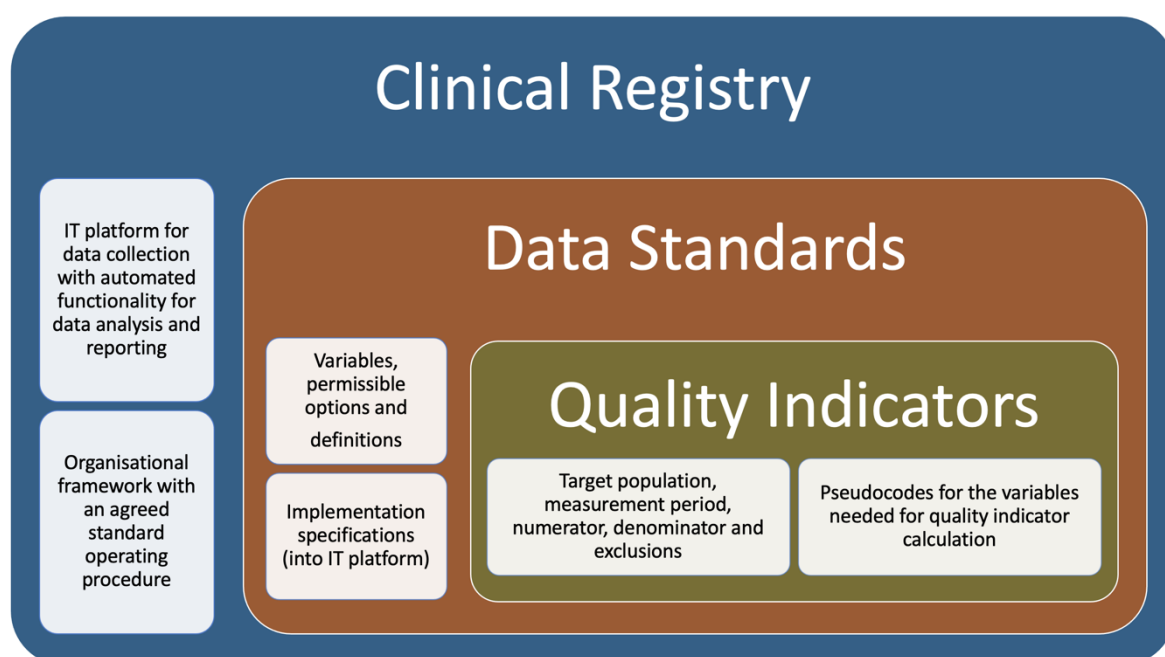 Clinical Registry
IT platform for
data collection
with automated
functionality for
data analysis and
reporting
Organisational
framework with
an agreed
standard
operating
procedure
Data Standards
Variables,
permissible
options and
definitions
Implementation
specifications
(into IT platform)
Quality Indicators
Target population,
measurement period,
numerator, denominator and
exclusions
Pseudocodes for the variables
needed for quality indicator
calculation